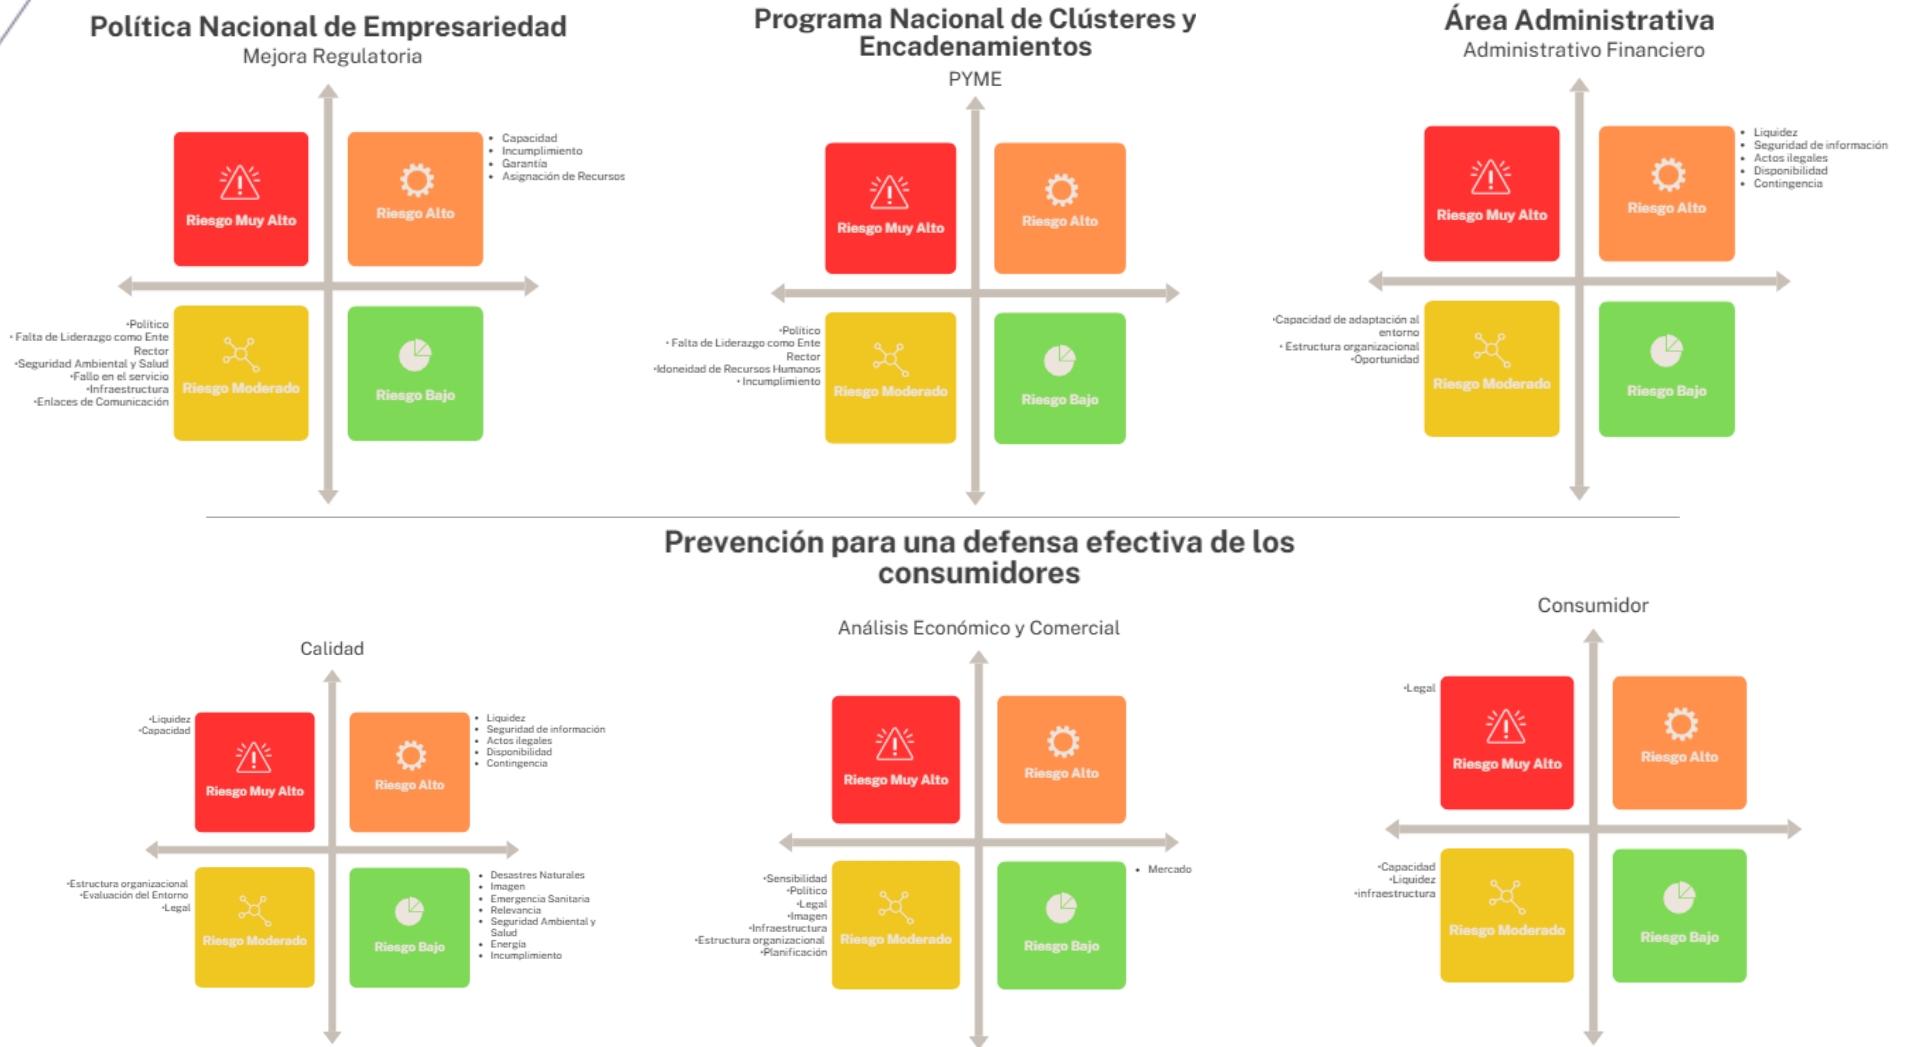 Política Nacional de Empresariedad
Mejora Regulatoria
Riesgo Muy Alto
Riesgo Alto
• Capacidad
• Incumplimiento
• Garantía
• Asignación de Recursos
•Político
• Falta de Liderazgo como Ente
Rector
•Seguridad Ambiental y Salud
•Fallo en el servicio
•Infraestructura
•Enlaces de Comunicación
Riesgo Moderado
Riesgo Bajo
Programa Nacional de Clústeres y
Encadenamientos
PYME
Riesgo Muy Alto
Riesgo Alto
•Político
• Falta de Liderazgo como Ente
Rector
•Idoneidad de Recursos Humanos
• Incumplimiento
Riesgo Moderado
Riesgo Bajo
Área Administrativa
Administrativo Financiero
Riesgo Muy Alto
Riesgo Alto
• Liquidez
• Seguridad de información
• Actos ilegales
• Disponibilidad
• Contingencia
•Capacidad de adaptación al
entorno
• Estructura organizacional
•Oportunidad
Riesgo Moderado
Riesgo Bajo
Prevención para una defensa efectiva de los
consumidores
Calidad
•Liquidez
•Capacidad
Riesgo Muy Alto
Riesgo Alto
• Liquidez
• Seguridad de información
• Actos ilegales
• Disponibilidad
• Contingencia
•Estructura organizacional
•Evaluación del Entorno
•Legal
Riesgo Moderado
Riesgo Bajo
• Desastres Naturales
• Imagen
• Emergencia Sanitaria
• Relevancia
• Seguridad Ambiental y
Salud
• Energía
• Incumplimiento
Análisis Económico y Comercial
Riesgo Muy Alto
Riesgo Alto
•Sensibilidad
•Político
•Legal
•Imagen
•Infraestructura
•Estructura organizacional
•Planificación
Riesgo Moderado
Riesgo Bajo
• Mercado
Consumidor
•Legal
Riesgo Muy Alto
Riesgo Alto
•Capacidad
•Liquidez
•infraestructura
Riesgo Moderado
Riesgo Bajo